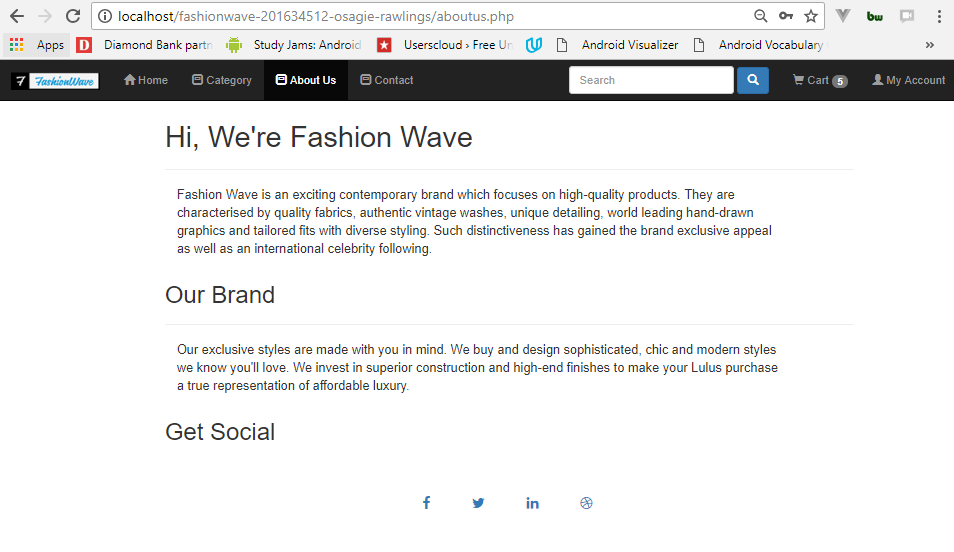 localhost/fashionwave-201634512-osagie-rawlings/aboutus.php
Apps D Diamond Bank partn Study Jams: Android Userscloud › Free Un Android Visualizer Android Vocabulary »
F FashionWave Home Category About Us Contact Search Cart 5 My Account
Hi, We're Fashion Wave
Fashion Wave is an exciting contemporary brand which focuses on high-quality products. They are
characterised by quality fabrics, authentic vintage washes, unique detailing, world leading hand-drawn
graphics and tailored fits with diverse styling. Such distinctiveness has gained the brand exclusive appeal
as well as an international celebrity following.
Our Brand
Our exclusive styles are made with you in mind. We buy and design sophisticated, chic and modern styles
we know you'll love. We invest in superior construction and high-end finishes to make your Lulus purchase
a true representation of affordable luxury.
Get Social